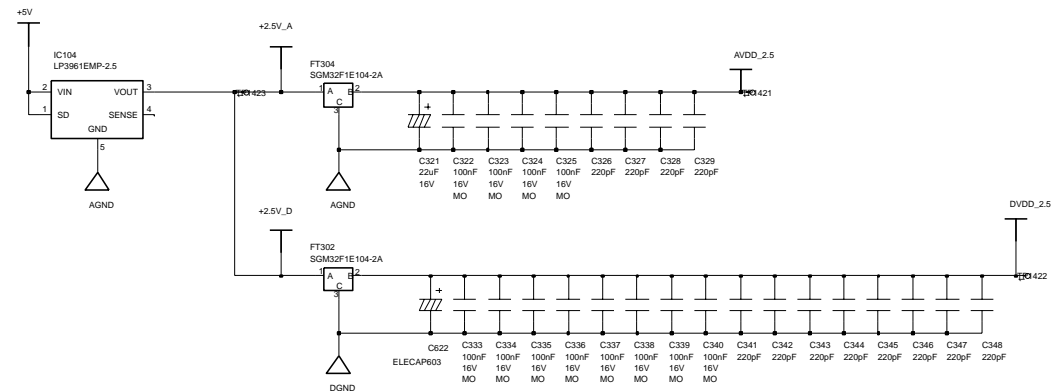 +5V
+2.5V_A
IC104
LP3961EMP-2.5
2 VIN VOUT 3
1 SD SENSE 4
GND
5
AGND
FT304
SGM32F1E104-2A
1 A B 2
C
3
AGND
AVDD_2.5
C321
22uF
16V
C322
100nF
16V
MO
C323
100nF
16V
MO
C324
100nF
16V
MO
C325
100nF
16V
MO
C326
220pF
C327
220pF
C328
220pF
C329
220pF
+2.5V_D
FT302
SGM32F1E104-2A
1 A B 2
C
3
DGND
DVDD_2.5
C622
ELECAP603
C333
100nF
16V
MO
C334
100nF
16V
MO
C335
100nF
16V
MO
C336
100nF
16V
MO
C337
100nF
16V
MO
C338
100nF
16V
MO
C339
100nF
16V
MO
C340
100nF
16V
MO
C341
220pF
C342
220pF
C343
220pF
C344
220pF
C345
220pF
C346
220pF
C347
220pF
C348
220pF